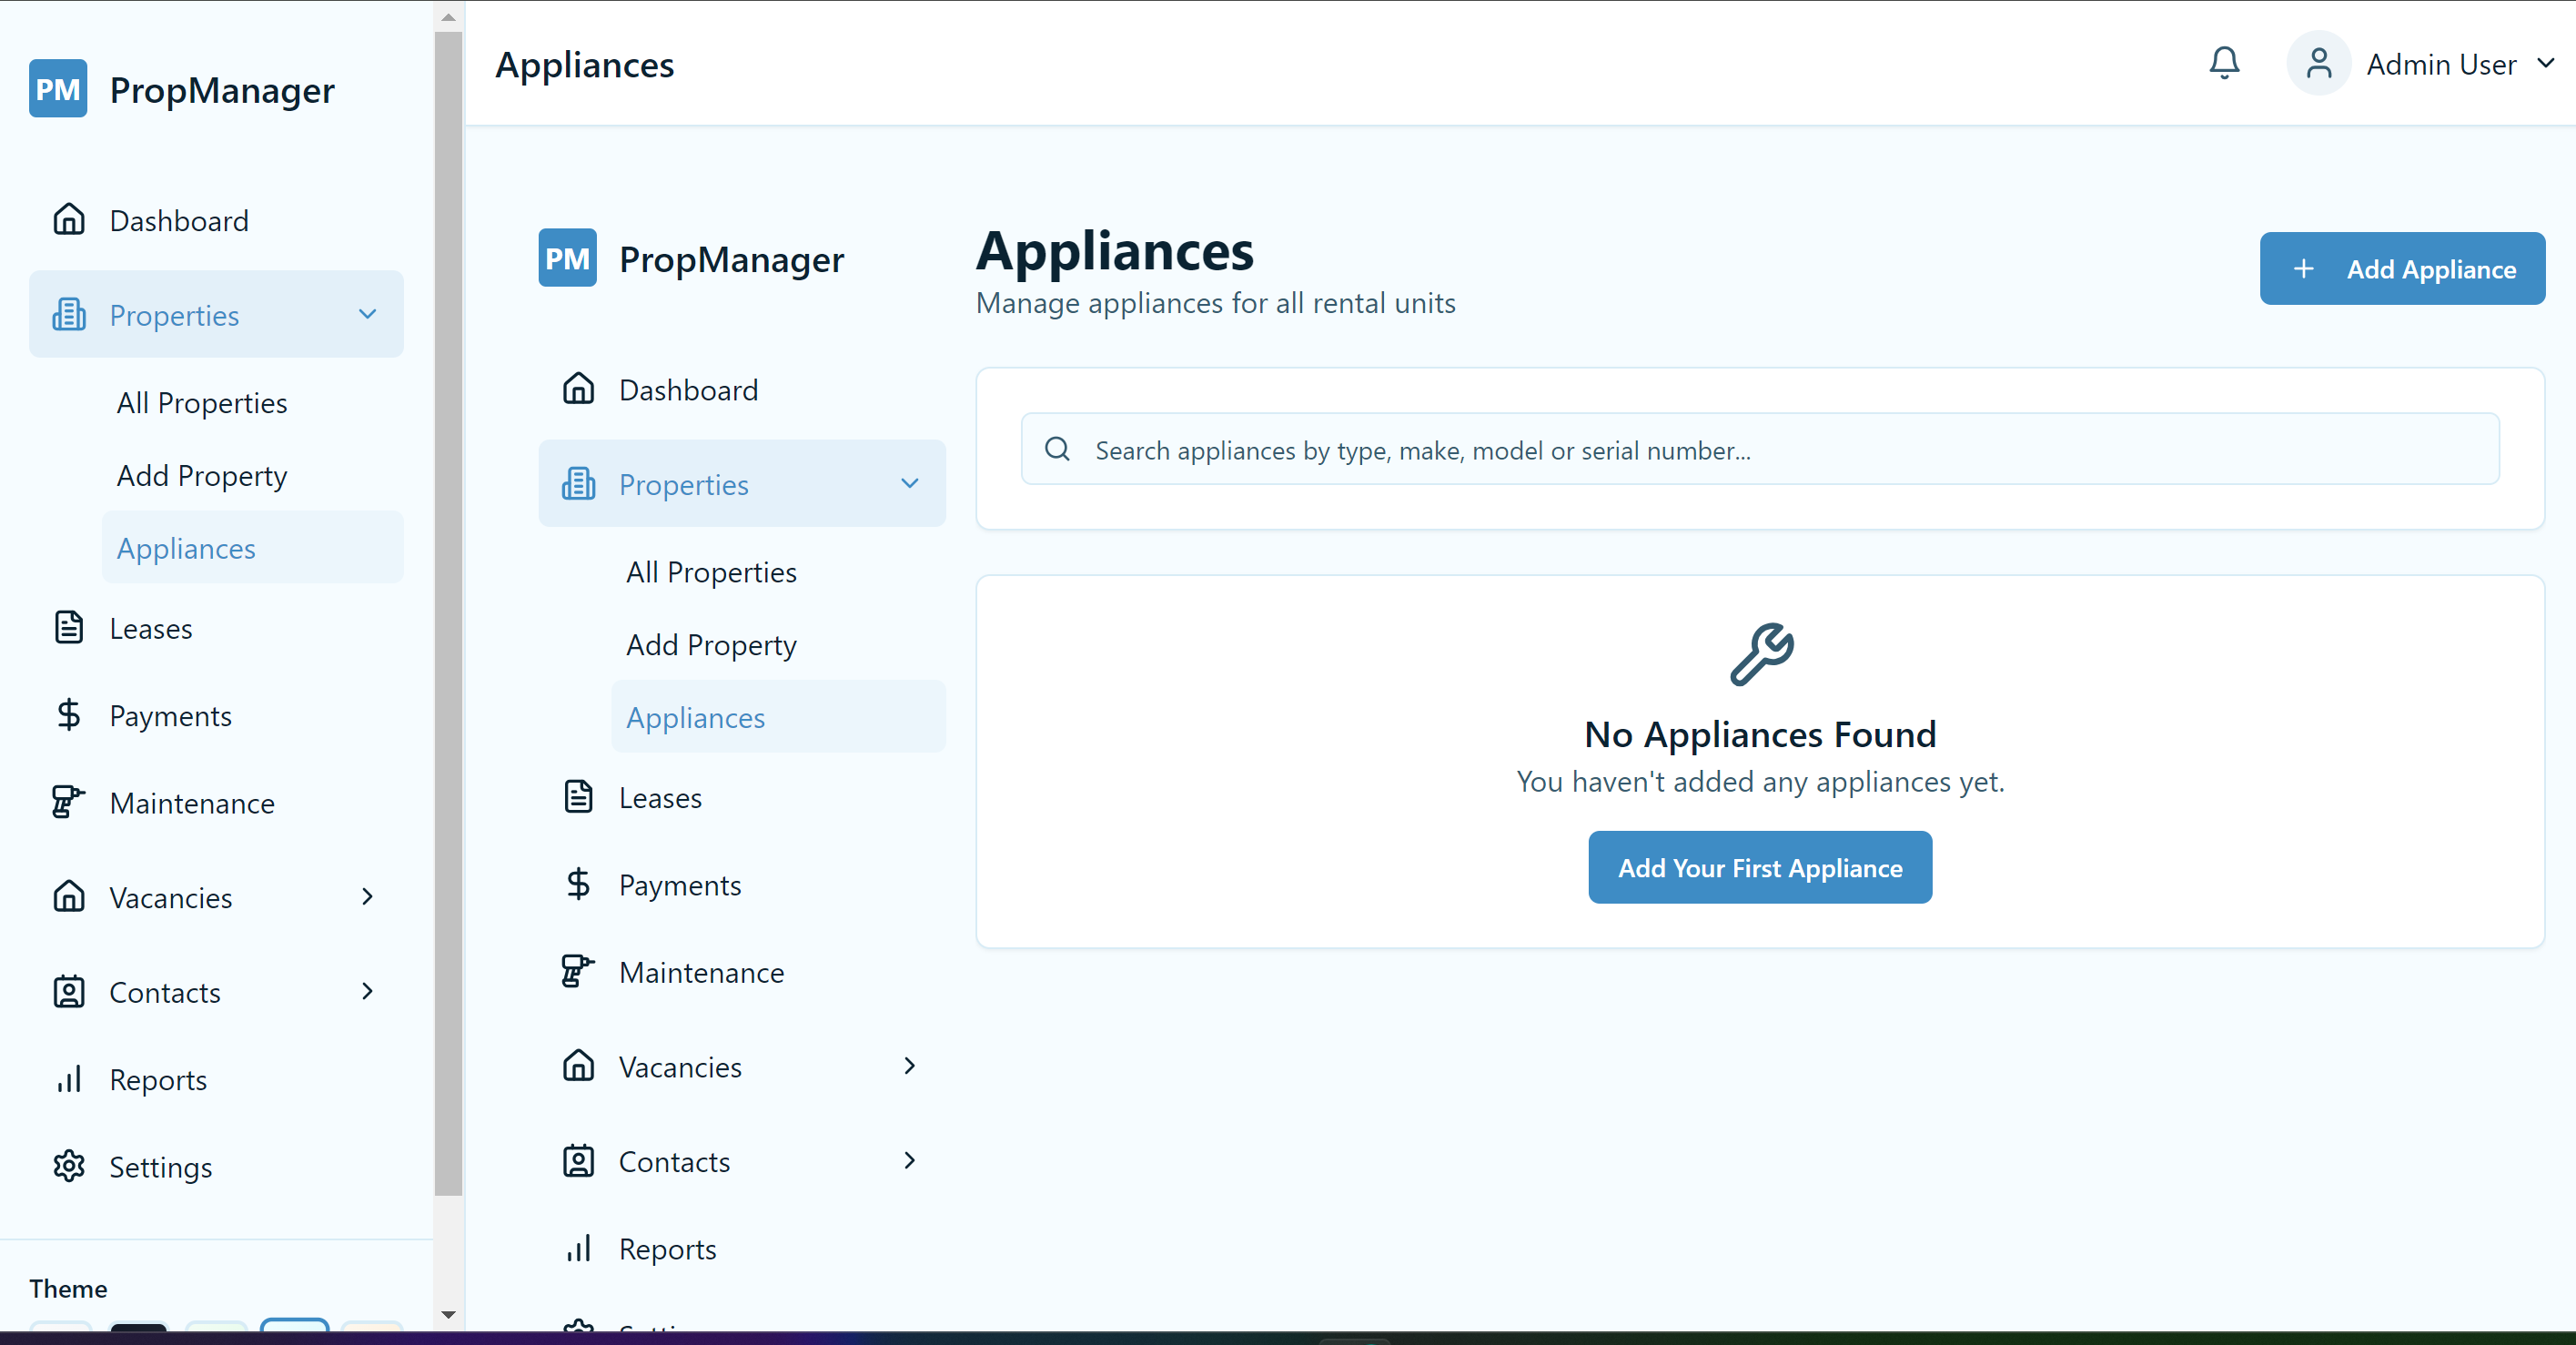 PM PropManager
Dashboard
Properties
All Properties
Add Property
Appliances
Leases
Payments
Maintenance
Vacancies
Contacts
Reports
Settings
Theme
Appliances
Admin User
PM PropManager
Dashboard
Properties
All Properties
Add Property
Appliances
Leases
Payments
Maintenance
Vacancies
Contacts
Reports
Appliances
Manage appliances for all rental units
+ Add Appliance
Search appliances by type, make, model or serial number...
No Appliances Found
You haven't added any appliances yet.
Add Your First Appliance